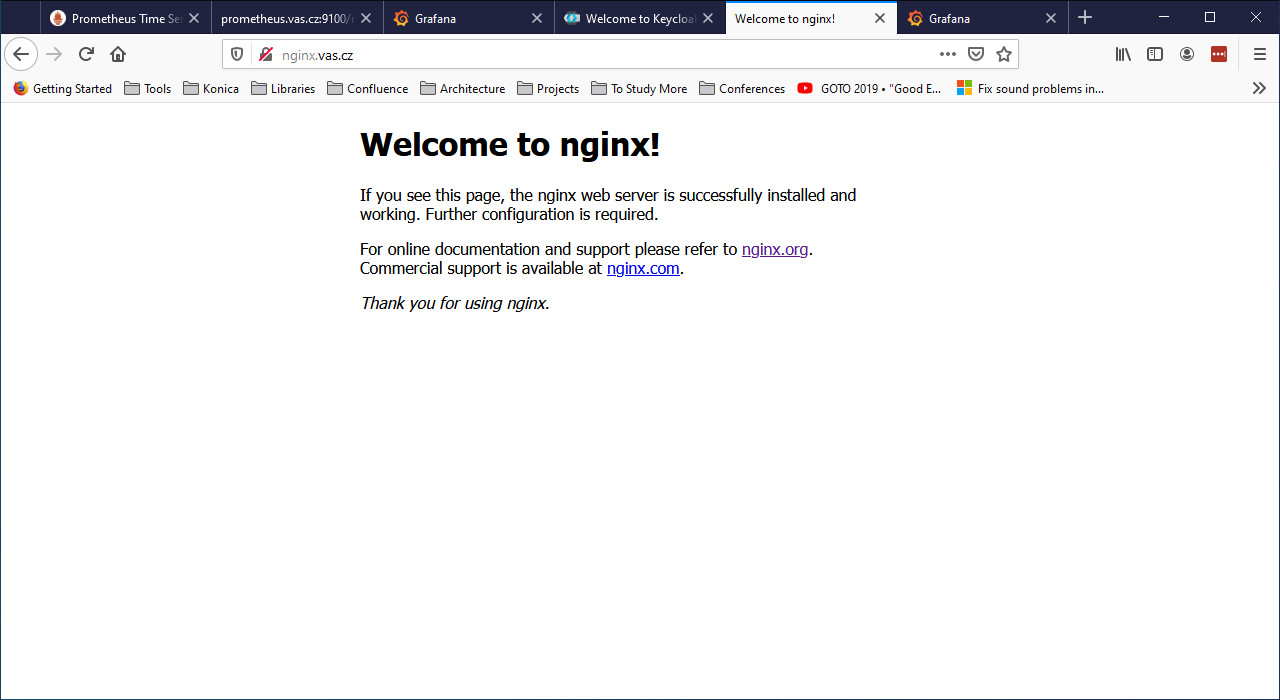 Prometheus Time Se
prometheus.vas.cz:9100/
Grafana
Welcome to Keycloa
Welcome to nginx!
Grafana
nginx.vas.cz
Getting Started
Tools
Konica
Libraries
Confluence
Architecture
Projects
To Study More
Conferences
GOTO 2019 • "Good E...
Fix sound problems in...
Welcome to nginx!
If you see this page, the nginx web server is successfully installed and
working. Further configuration is required.
For online documentation and support please refer to nginx.org.
Commercial support is available at nginx.com.
Thank you for using nginx.